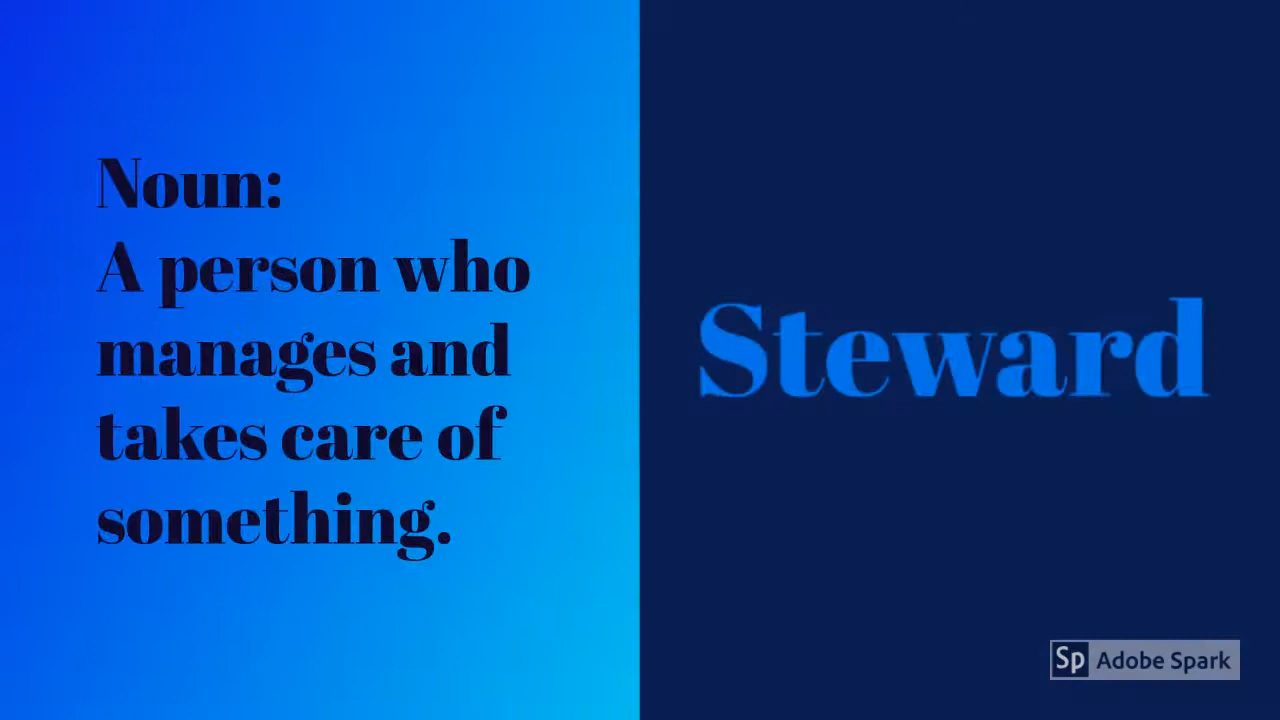 Noun:
A person who
manages and
takes care of
something.
Steward
Sp Adobe Spark